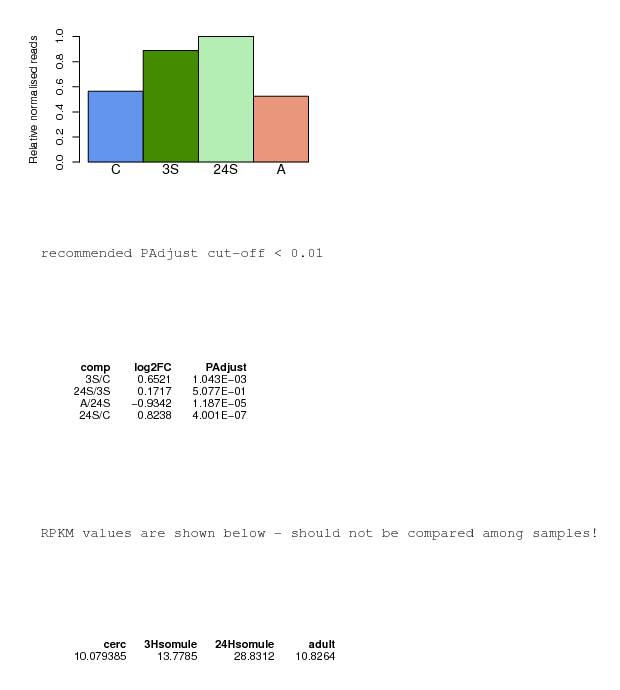 Relative normalised reads
1.0
0.8
0.6
0.4
0.2
0.0
C 3S 24S A
recommended PAdjust cut-off < 0.01
comp log2FC PAdjust
3S/C 0.6521 1.043E-03
24S/3S 0.1717 5.077E-01
A/24S -0.9342 1.187E-05
24S/C 0.8238 4.001E-07
RPKM values are shown below - should not be compared among samples!
cerc 3Hsomule 24Hsomule adult
10.079385 13.7785 28.8312 10.8264